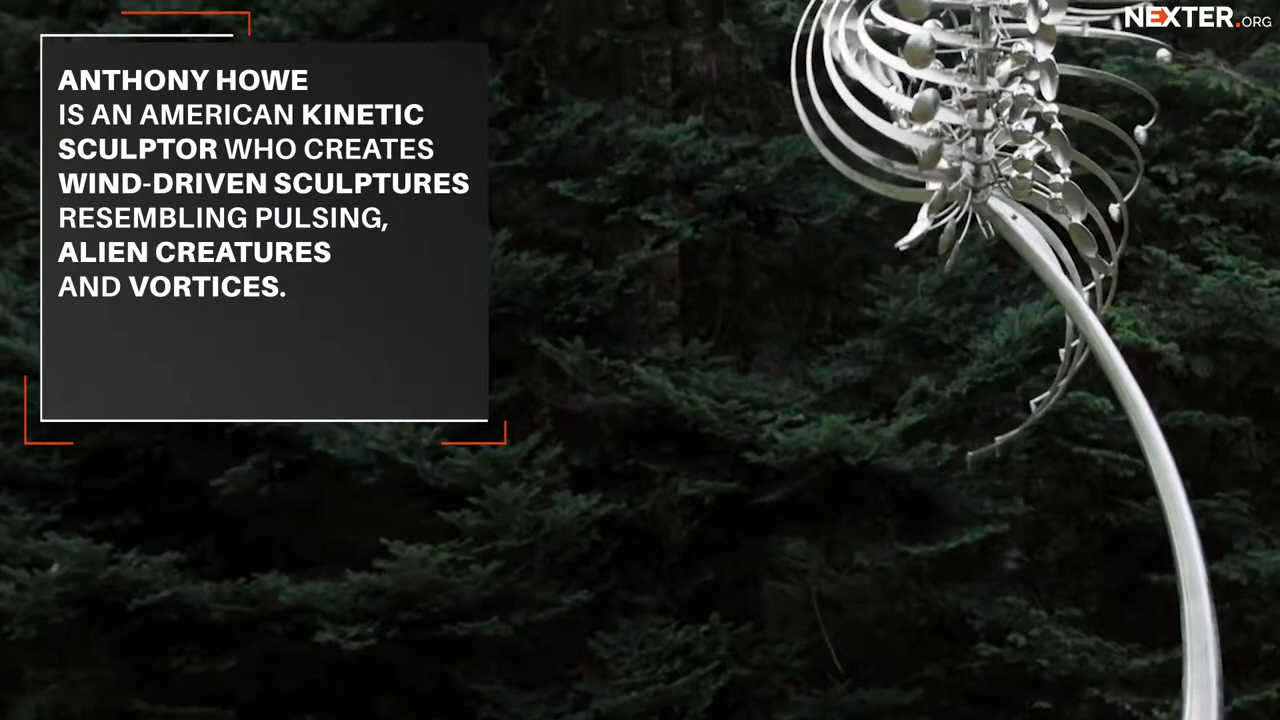 NEXTER.ORG
ANTHONY HOWE
IS AN AMERICAN KINETIC
SCULPTOR WHO CREATES
WIND-DRIVEN SCULPTURES
RESEMBLING PULSING,
ALIEN CREATURES
AND VORTICES.